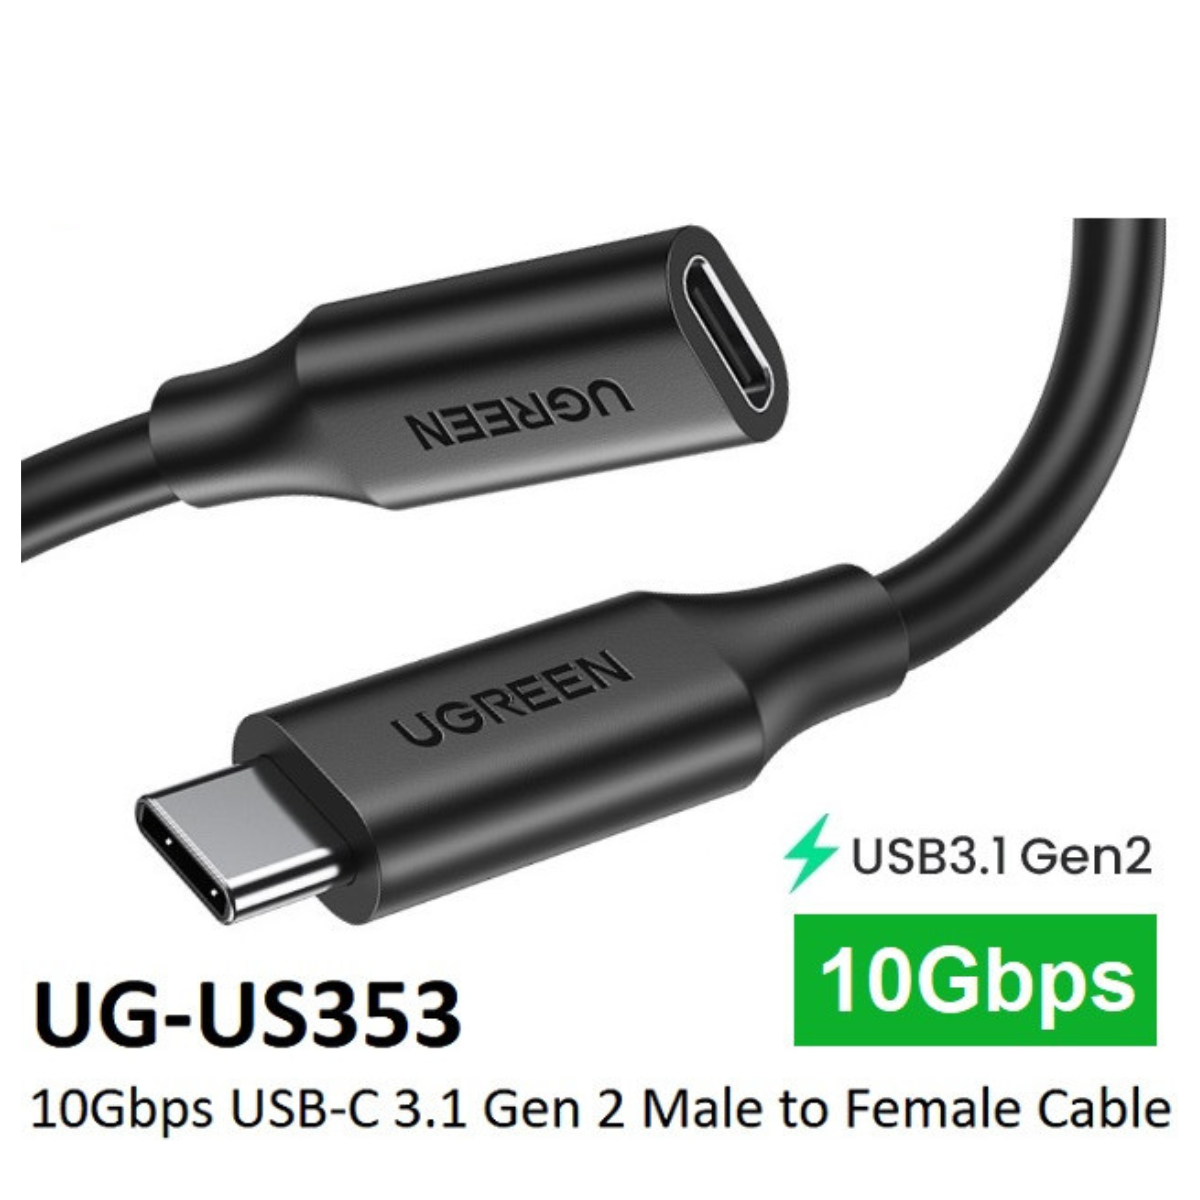 UGREEN
UGREEN
USB3.1 Gen2
10Gbps
UG-US353
10Gbps USB-C 3.1 Gen 2 Male to Female Cable